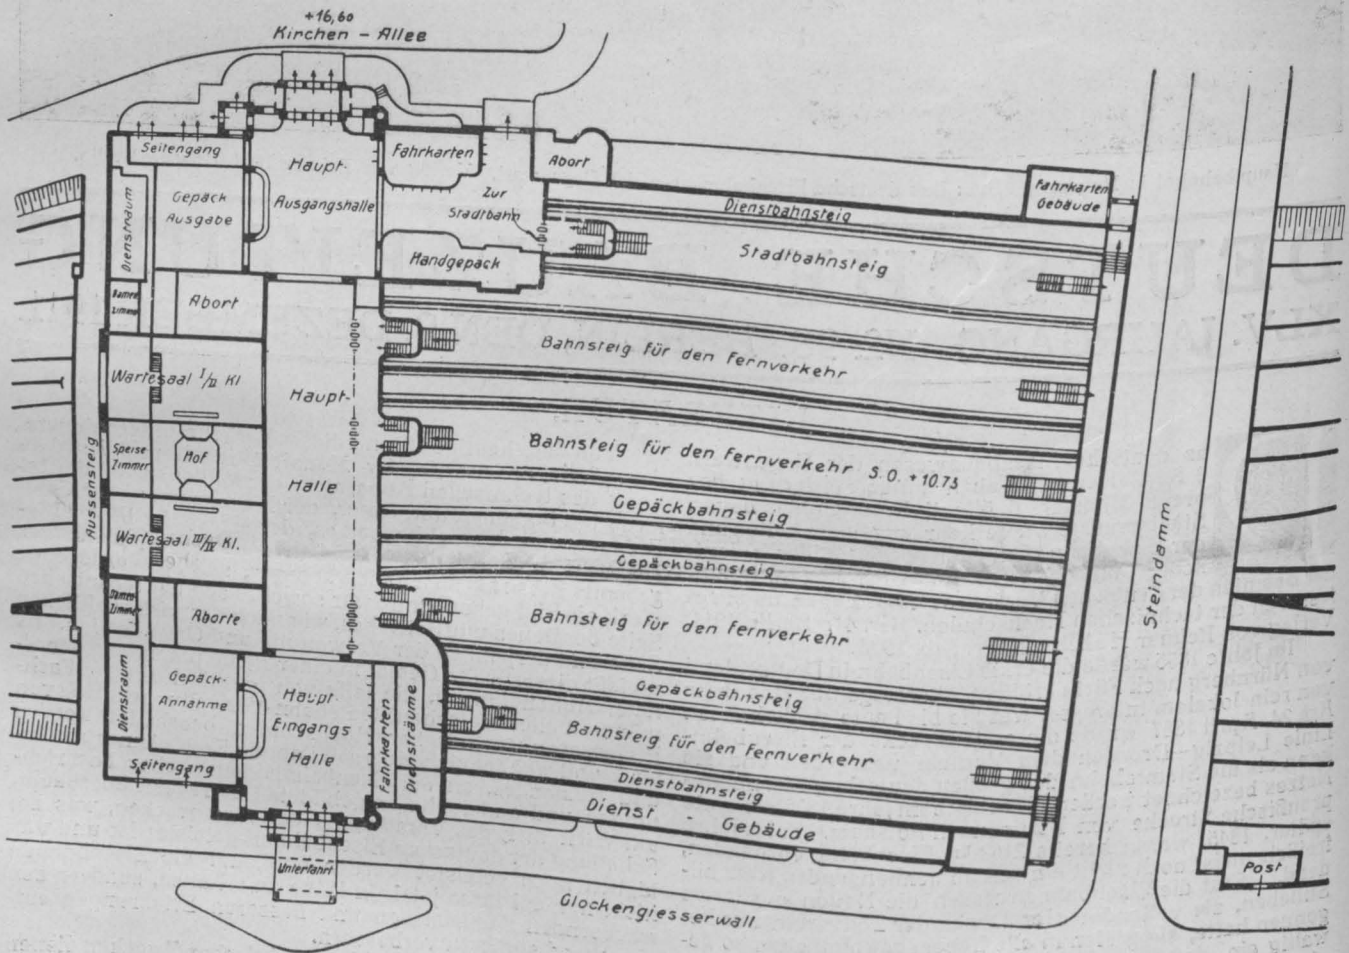 +16,60
Kirchen - Allee
Seitengang
Haupt-
Ausgangshalle
Fahrkarten
Abort
Gepäck
Ausgabe
Dienstraum
Zur
Stadtbahn
Handgepäck
Fahrkarten
Gebäude
Dienstbahnsteig
Stadtbahnsteig
Damen
Zimmer
Abort
Bahnsteig für den Fernverkehr
Wartesaal I/II Kl
Haupt-
Halle
Speise
Zimmer
Hof
Bahnsteig für den Fernverkehr S.O. +10.73
Aussensteig
Gepäckbahnsteig
Wartesaal III/IV Kl.
Gepäckbahnsteig
Damen
Zimmer
Aborte
Bahnsteig für den Fernverkehr
Steindamm
Dienstraum
Gepäck-
Annahme
Haupt
Eingangs
Halle
Fahrkarten
Diensträume
Gepäckbahnsteig
Bahnsteig für den Fernverkehr
Seitengang
Dienstbahnsteig
Dienst - Gebäude
Unterfahrt
Glockengiesserwall
Post